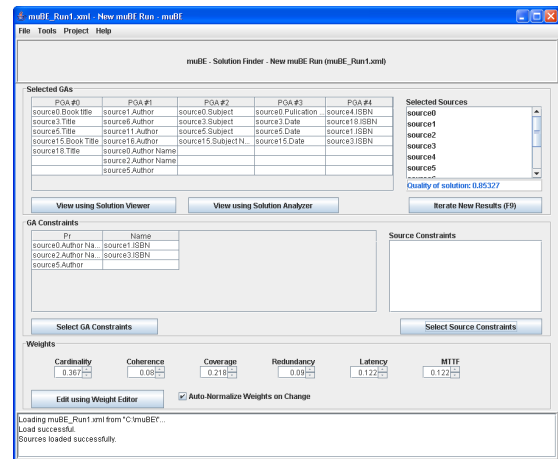 muBE_Run1.xml - New muBE Run - muBE
File Tools Project Help
muBE - Solution Finder - New muBE Run (muBE_Run1.xml)
Selected GAs
PGA #0 PGA #1 PGA #2 PGA #3 PGA #4
source0.Book title source1.Author source0.Subject source0.Pulication ... source4.ISBN
source3.Title source6.Author source3.Subject source3.Date source18.ISBN
source5.Title source11.Author source5.Subject source5.Date source1.ISBN
source15.Book Title source16.Author source15.Subject N... source15.Date source3.ISBN
source18.Title source0.Author Name
source2.Author Name
source5.Author
Selected Sources
source0
source1
source2
source3
source4
source5
Quality of solution: 0.85327
View using Solution Viewer View using Solution Analyzer Iterate New Results (F9)
GA Constraints
Pr Name
source0.Author Na... source1.ISBN
source2.Author Na... source3.ISBN
source5.Author
Source Constraints
Select GA Constraints Select Source Constraints
Weights
Cardinality Coherence Coverage Redundancy Latency MTTF
0.367 0.08 0.218 0.09 0.122 0.122
Edit using Weight Editor Auto-Normalize Weights on Change
Loading muBE_Run1.xml from "C:\muBE\"...
Load successful.
Sources loaded successfully.